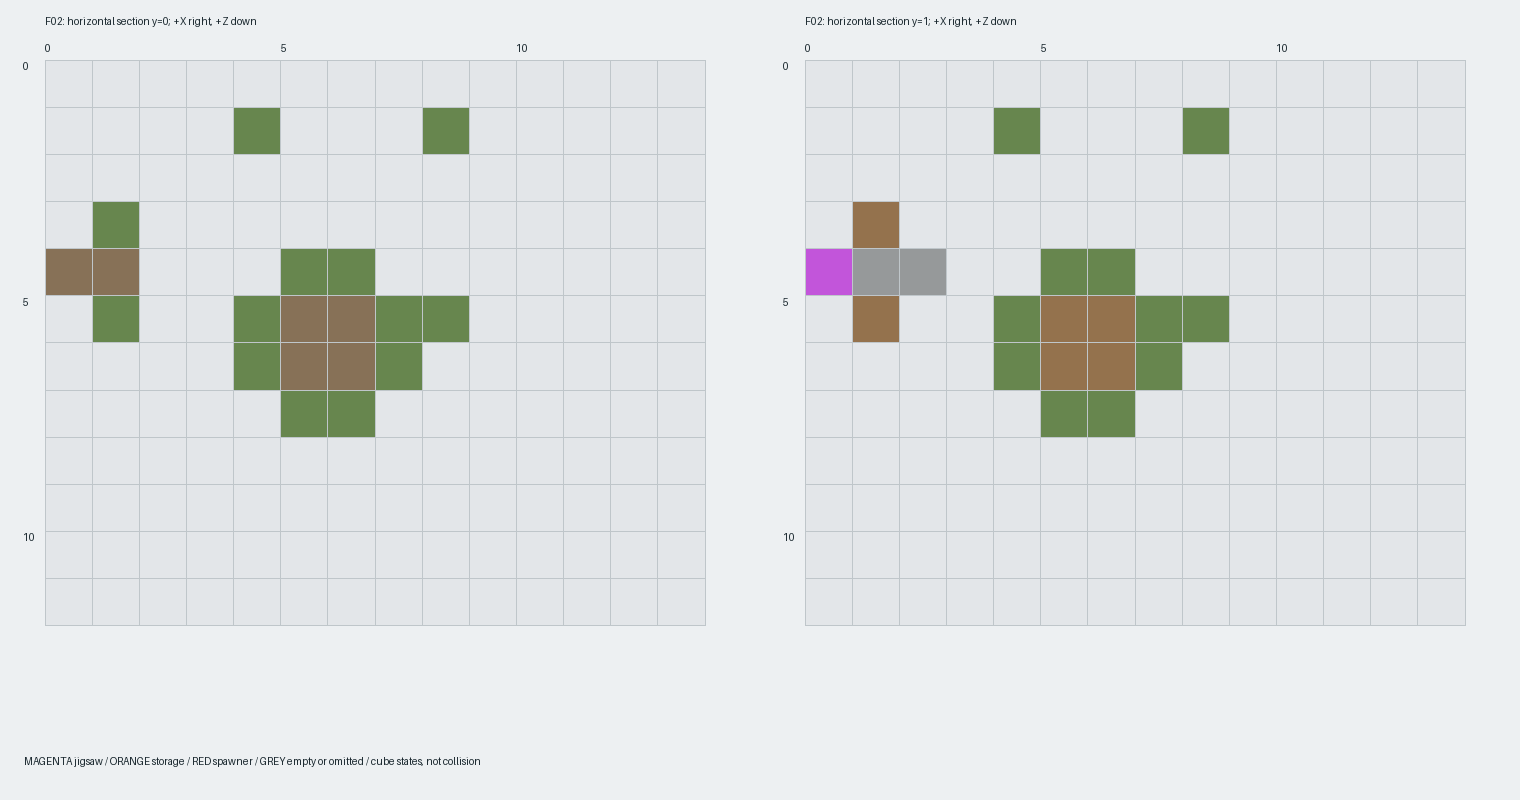 F02: horizontal section y=0; +X right, +Z down
F02: horizontal section y=1; +X right, +Z down
0 5 10
0 5 10
0
0
5
5
10
10
MAGENTA jigsaw / ORANGE storage / RED spawner / GREY empty or omitted / cube states, not collision